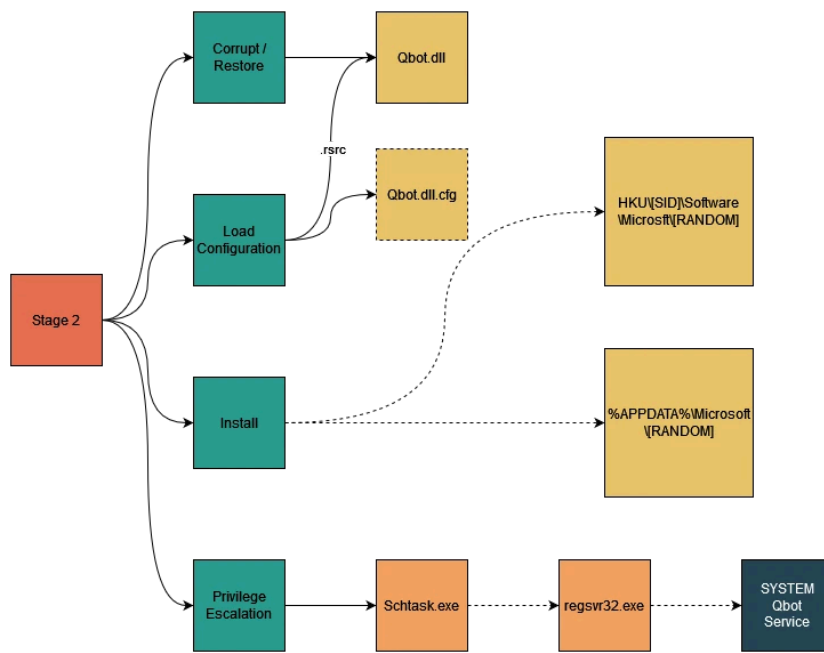 Corrupt /
Restore
Qbot.dll
.rsrc
Qbot.dll.cfg
HKU\[SID]\Software
\Microsft\[RANDOM]
Load
Configuration
Stage 2
Install
%APPDATA%\Microsoft
\[RANDOM]
Privilege
Escalation
Schtask.exe
regsvr32.exe
SYSTEM
Qbot
Service